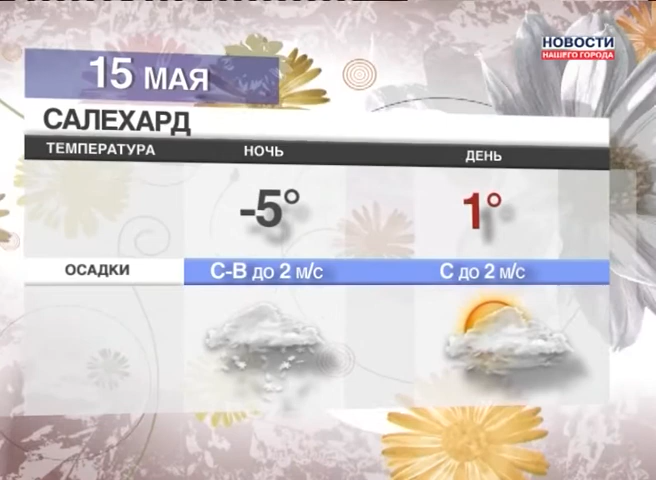 НОВОСТИ
НАШЕГО ГОРОДА
15 МАЯ
САЛЕХАРД
ТЕМПЕРАТУРА НОЧЬ ДЕНЬ
-5° 1°
ОСАДКИ С-В ДО 2 М/С С ДО 2 М/С